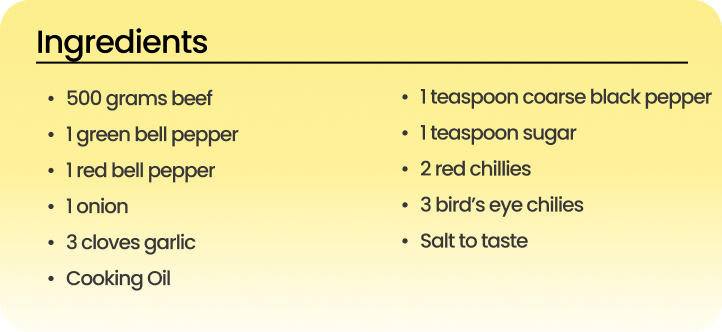 Ingredients
• 500 grams beef
• 1 green bell pepper
• 1 red bell pepper
• 1 onion
• 3 cloves garlic
• Cooking Oil
• 1 teaspoon coarse black pepper
• 1 teaspoon sugar
• 2 red chillies
• 3 bird’s eye chilies
• Salt to taste